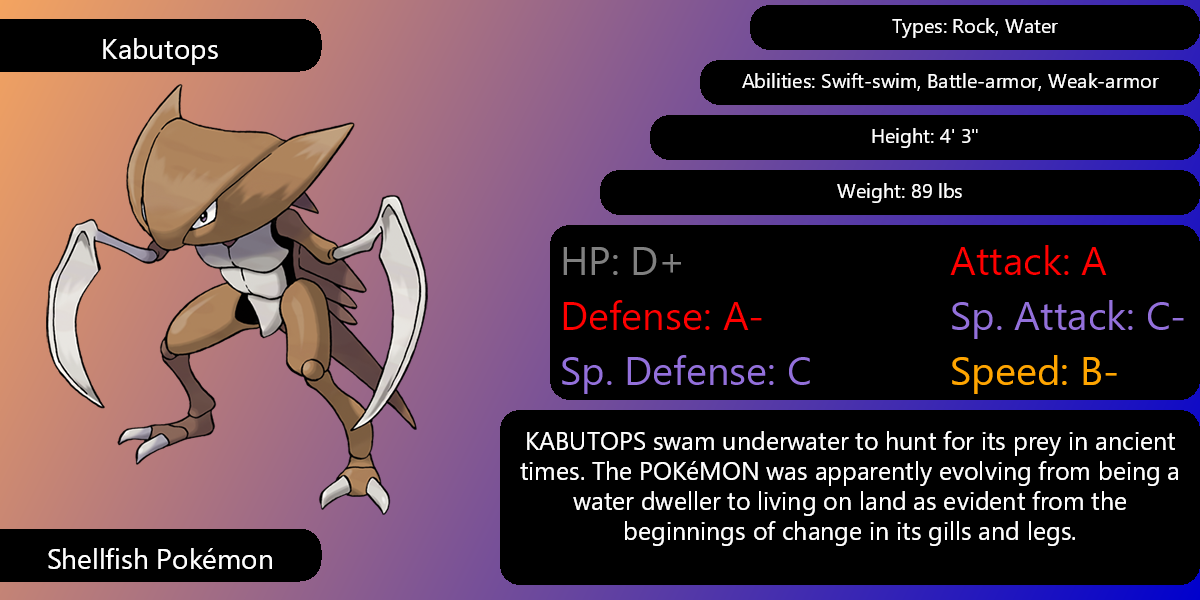 Kabutops
Types: Rock, Water
Abilities: Swift-swim, Battle-armor, Weak-armor
Height: 4' 3"
Weight: 89 lbs
HP: D+ Attack: A
Defense: A- Sp. Attack: C-
Sp. Defense: C Speed: B-
KABUTOPS swam underwater to hunt for its prey in ancient
times. The POKéMON was apparently evolving from being a
water dweller to living on land as evident from the
beginnings of change in its gills and legs.
Shellfish Pokémon